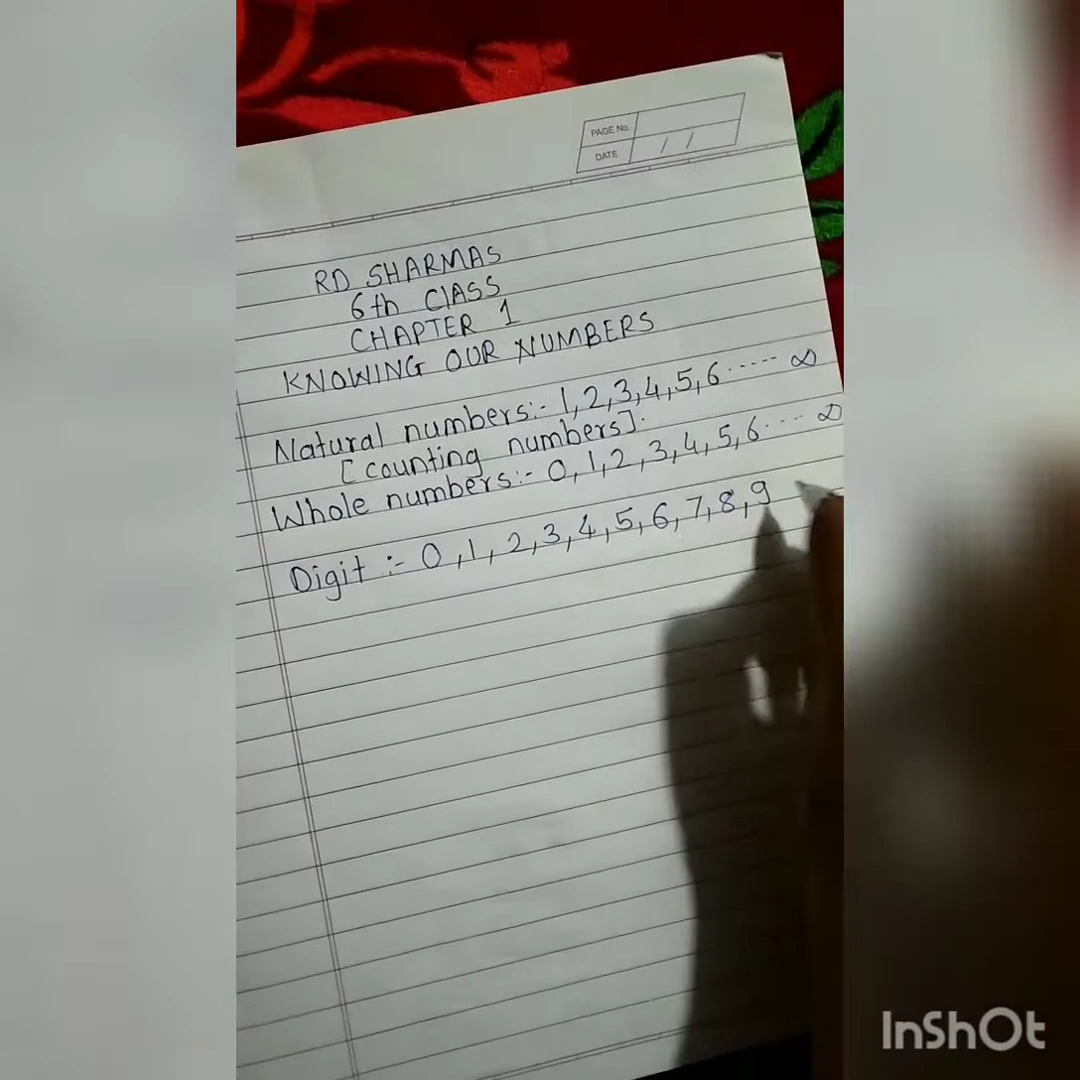 PAGE No.
DATE / /
RD SHARMAS
6th ClASS
CHAPTER 1
KNOWING OUR NUMBERS
Natural numbers:- 1,2,3,4,5,6..... ∞
[counting numbers].
Whole numbers:- 0,1,2,3,4,5,6.... ∞
Digit :- 0,1,2,3,4,5,6,7,8,9
InShOt